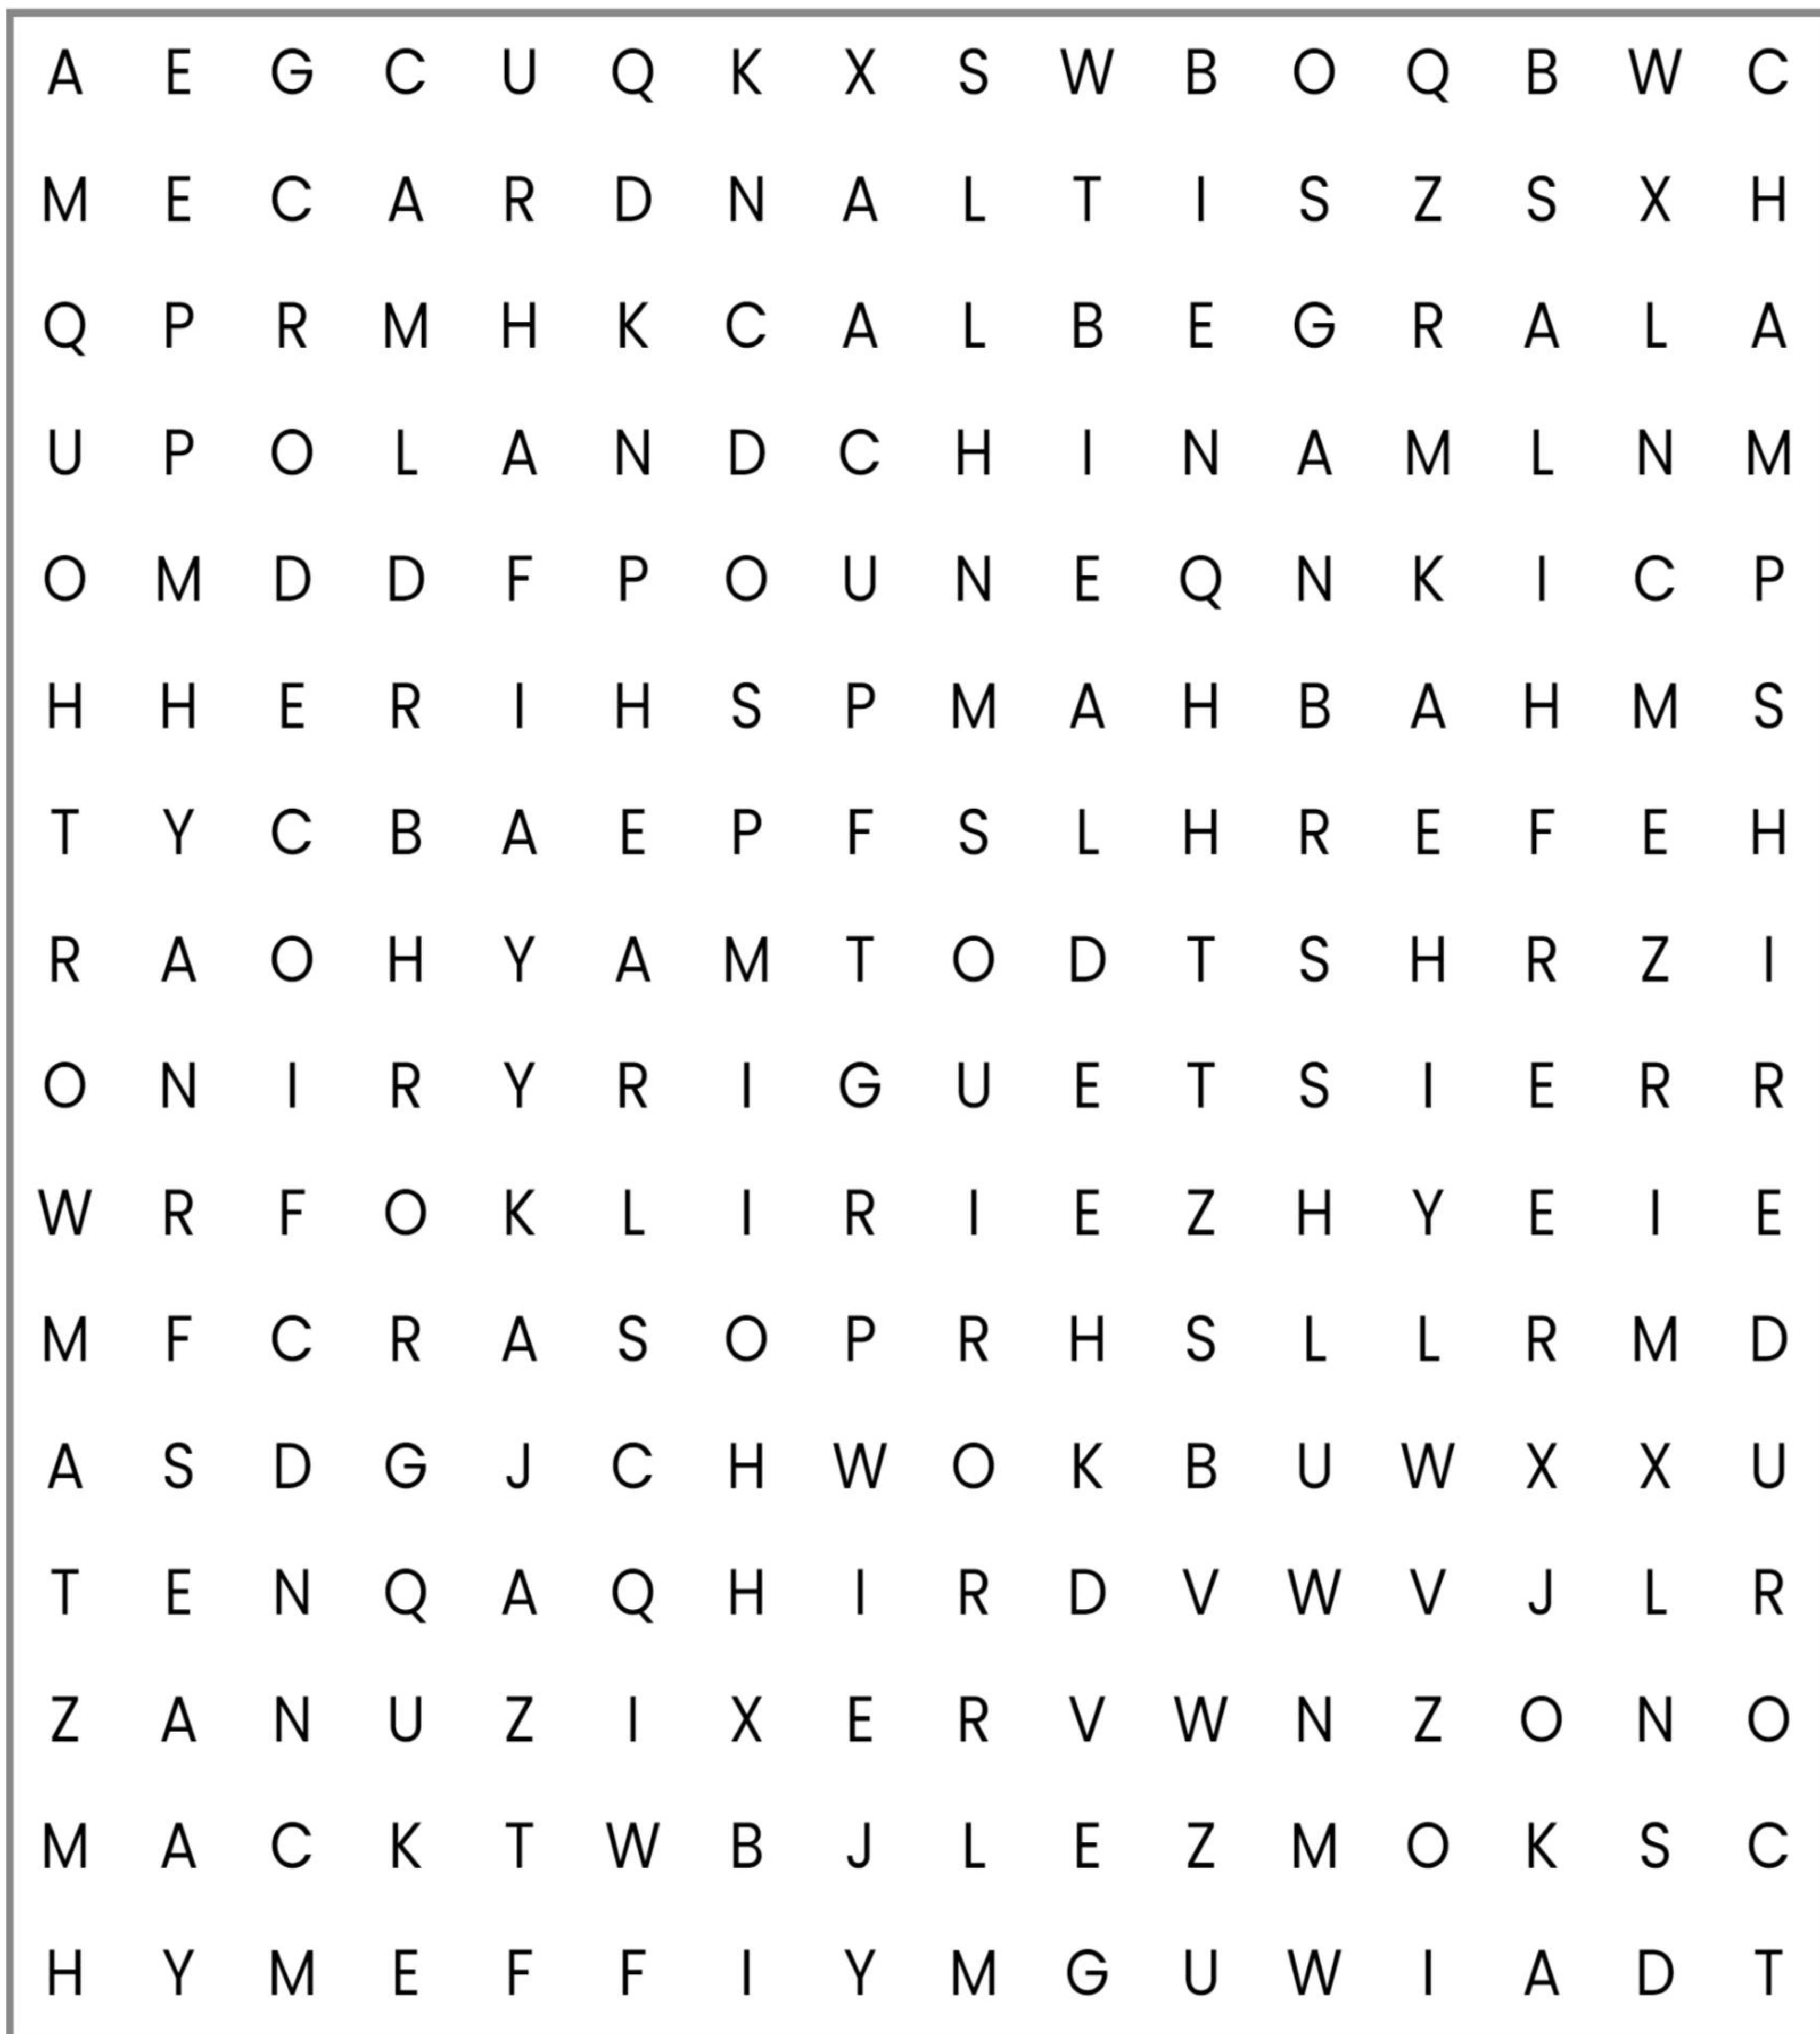 A E G C U Q K X S W B O Q B W C
M E C A R D N A L T I S Z S X H
Q P R M H K C A L B E G R A L A
U P O L A N D C H I N A M L N M
O M D D F P O U N E Q N K I C P
H H E R I H S P M A H B A H M S
T Y C B A E P F S L H R E F E H
R A O H Y A M T O D T S H R Z I
O N I R Y R I G U E T S I E R R
W R F O K L I R I E Z H Y E I E
M F C R A S O P R H S L L R M D
A S D G J C H W O K B U W X X U
T E N Q A Q H I R D V W V J L R
Z A N U Z I X E R V W N Z O N O
M A C K T W B J L E Z M O K S C
H Y M E F F I Y M G U W I A D T